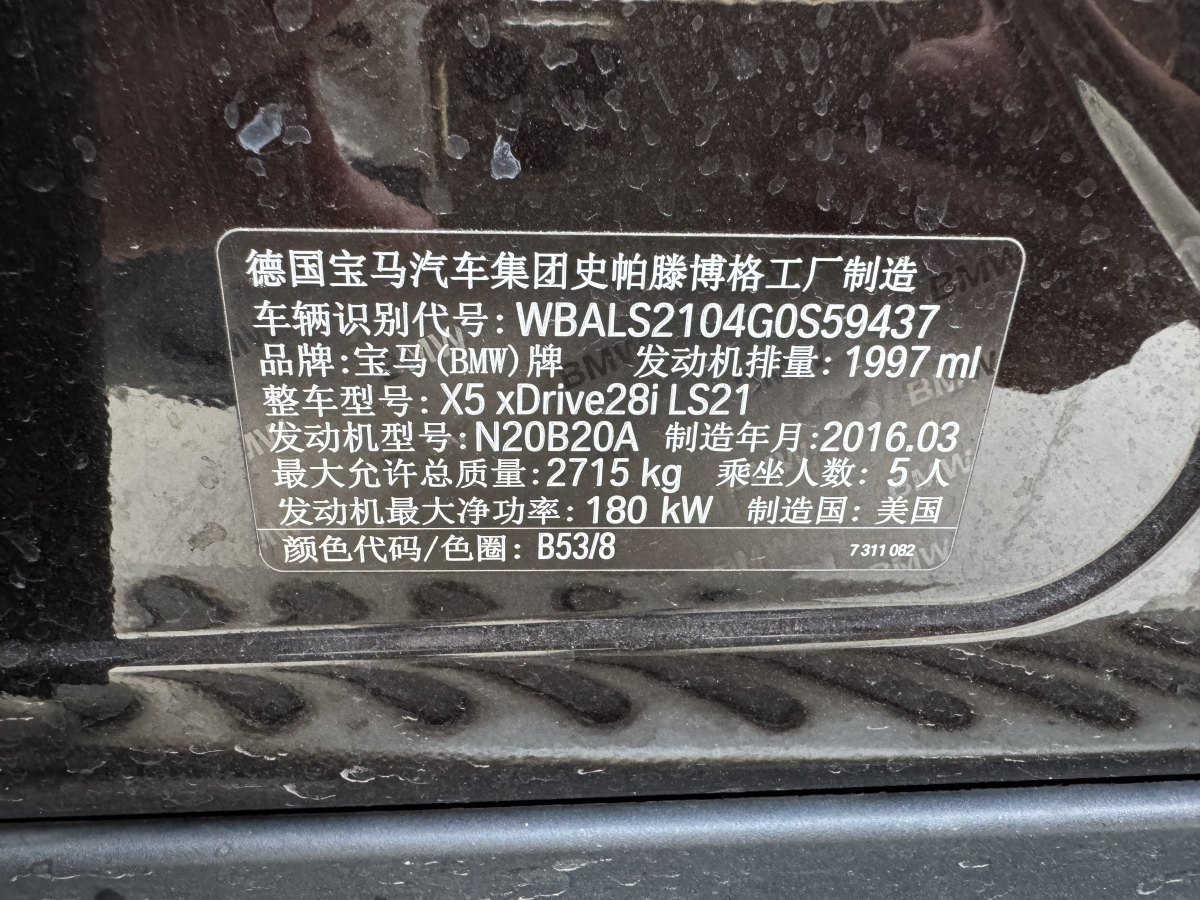 德国宝马汽车集团史帕滕博格工厂制造
车辆识别代号: WBALS2104G0S59437
品牌:宝马(BMW)牌 发动机排量: 1997 ml
整车型号: X5 xDrive28i LS21
发动机型号: N20B20A 制造年月:2016.03
最大允许总质量: 2715 kg 乘坐人数: 5 人
发动机最大净功率: 180 kW 制造国: 美国
颜色代码/色圈: B53/8 7 311 082